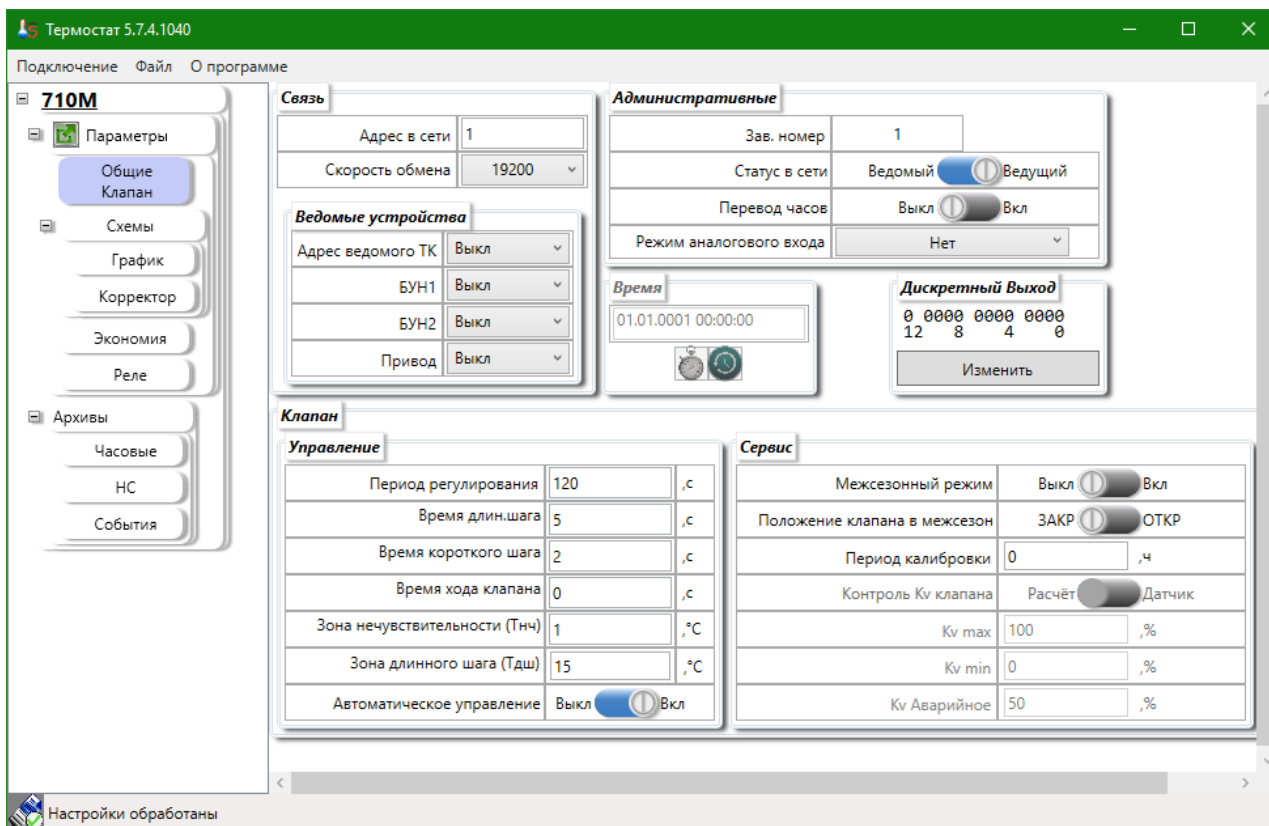 Термостат 5.7.4.1040
Подключение Файл О программе
710М
Параметры
Общие
Клапан
Схемы
График
Корректор
Экономия
Реле
Архивы
Часовые
НС
События
Связь
Адрес в сети 1
Скорость обмена 19200
Ведомые устройства
Адрес ведомого ТК Выкл
БУН1 Выкл
БУН2 Выкл
Привод Выкл
Административные
Зав. номер 1
Статус в сети Ведомый Ведущий
Перевод часов Выкл Вкл
Режим аналогового входа Нет
Время
01.01.0001 00:00:00
Дискретный Выход
0 0000 0000 0000
12 8 4 0
Изменить
Клапан
Управление
Период регулирования 120 ,с
Время длин.шага 5 ,с
Время короткого шага 2 ,с
Время хода клапана 0 ,с
Зона нечувствительности (Тнч) 1 ,°C
Зона длинного шага (Тдш) 15 ,°C
Автоматическое управление Выкл Вкл
Сервис
Межсезонный режим Выкл Вкл
Положение клапана в межсезон ЗАКР ОТКР
Период калибровки 0 ,ч
Контроль Kv клапана Расчёт Датчик
Kv max 100 ,%
Kv min 0 ,%
Kv Аварийное 50 ,%
Настройки обработаны